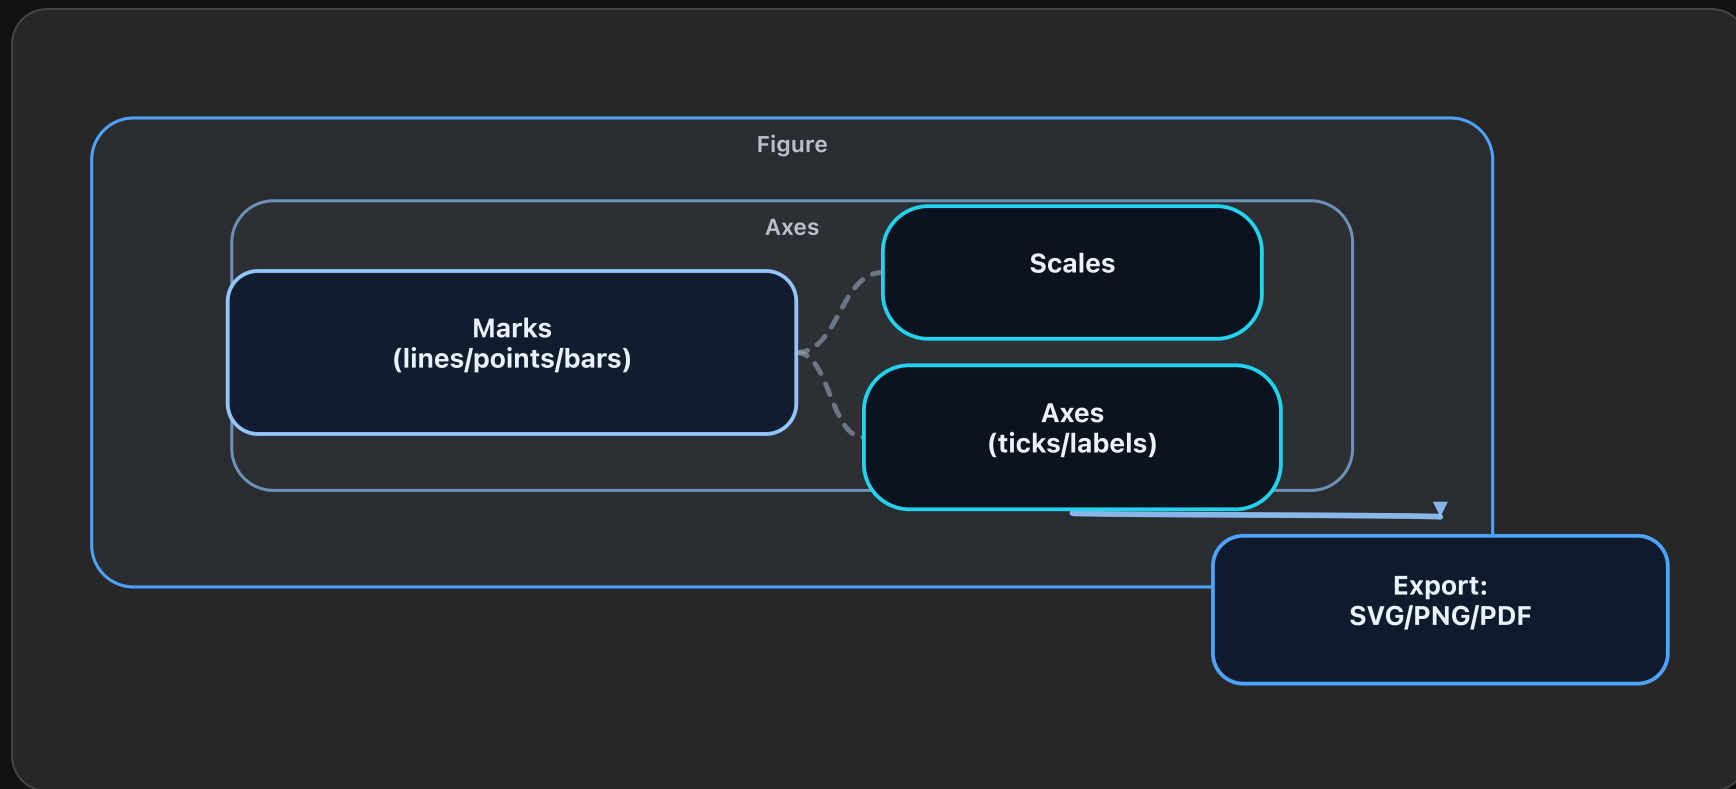 Figure
Axes
Scales
Marks
(lines/points/bars)
Axes
(ticks/labels)
Export:
SVG/PNG/PDF